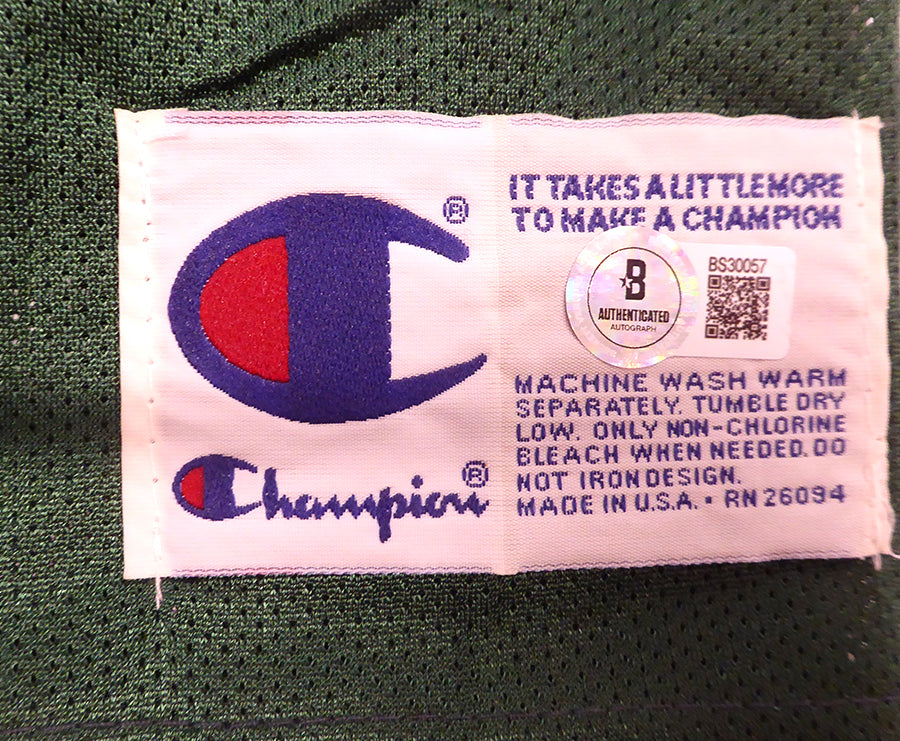 ®
IT TAKES A LITTLE MORE
TO MAKE A CHAMPION
B
AUTHENTICATED
AUTOGRAPH
BS30057
MACHINE WASH WARM
SEPARATELY. TUMBLE DRY
LOW. ONLY NON-CHLORINE
BLEACH WHEN NEEDED. DO
NOT IRON DESIGN.
MADE IN U.S.A. • RN 26094
Champion®